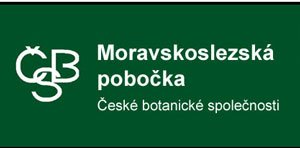 ČSB
Moravskoslezská
pobočka
České botanické společnosti